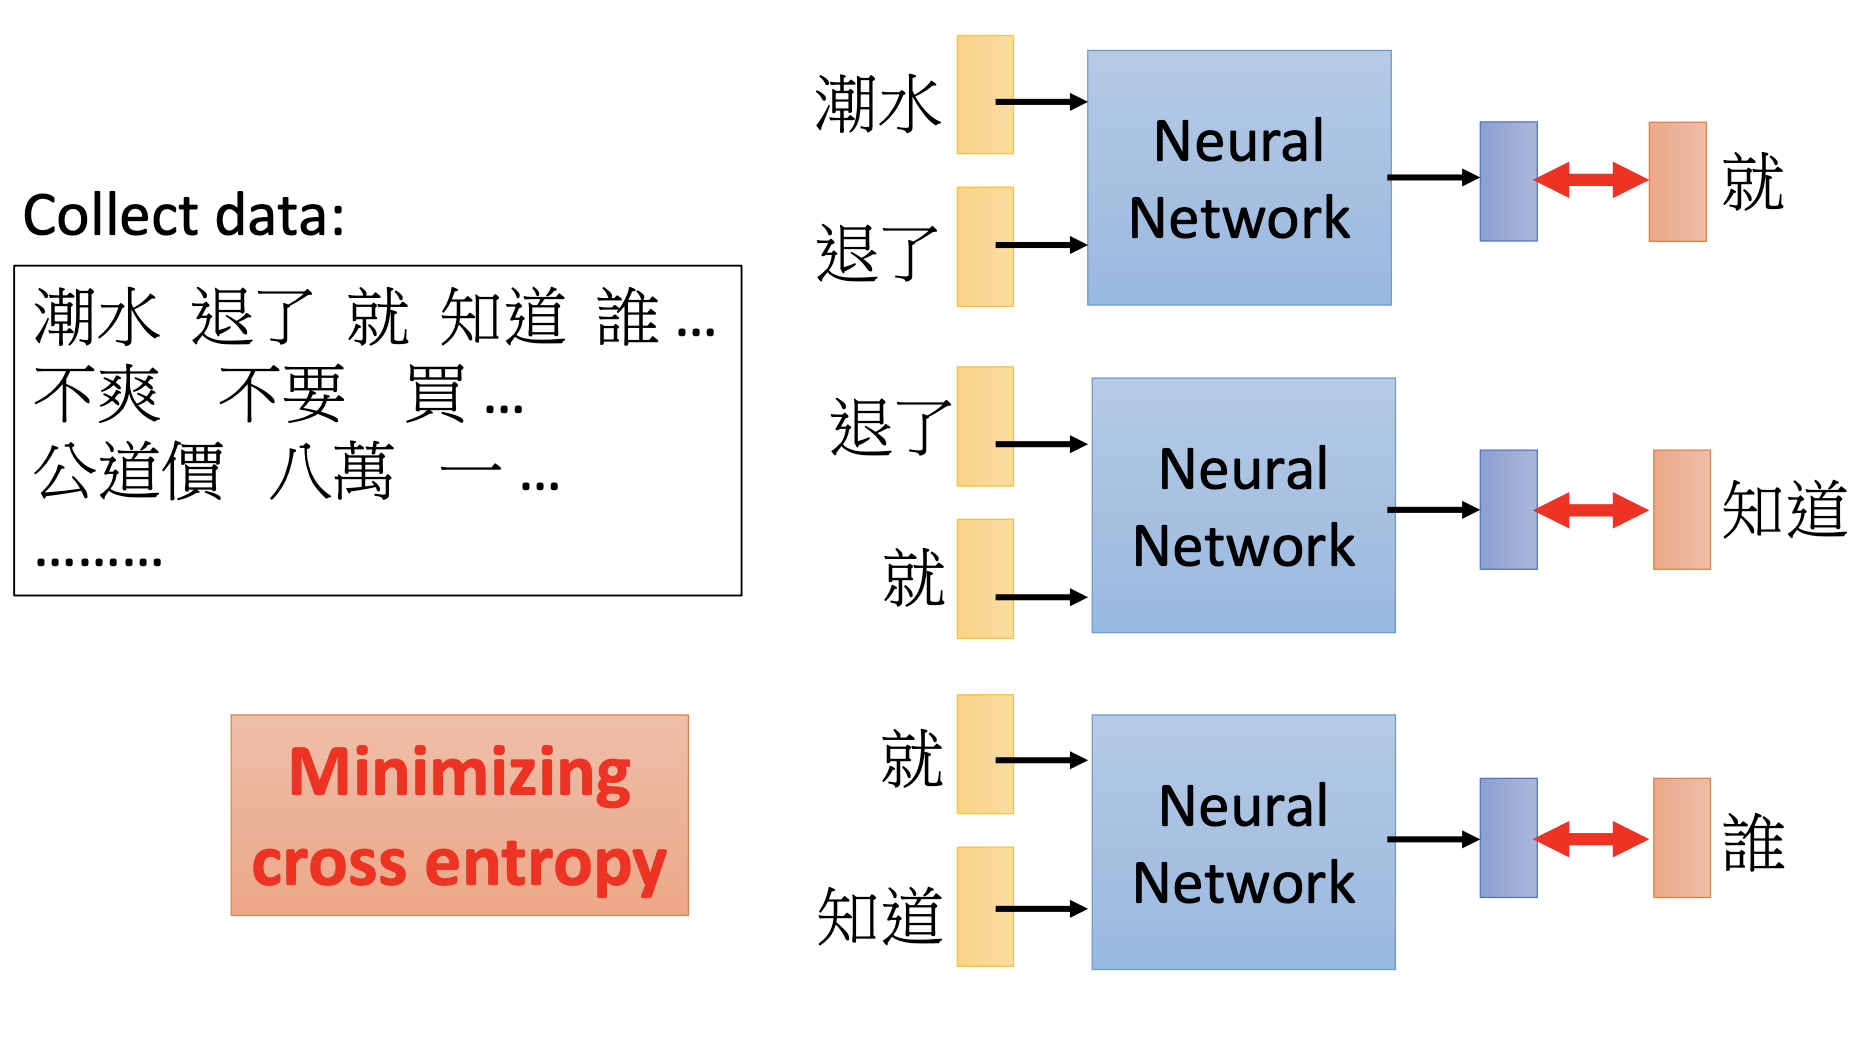 Collect data:
潮水 退了 就 知道 誰 ...
不爽 不要 買 ...
公道價 八萬 一 ...
………
Minimizing
cross entropy
潮水
退了
Neural
Network
就
退了
就
Neural
Network
知道
就
知道
Neural
Network
誰